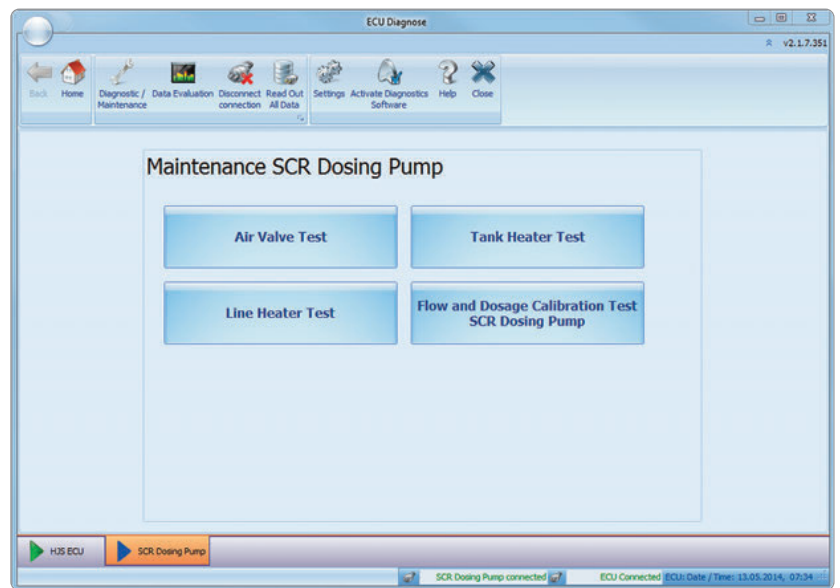 ECU Diagnose
v2.1.7.351
Back
Home
Diagnostic /
Maintenance
Data Evaluation
Disconnect
connection
Read Out
All Data
Settings
Activate Diagnostics
Software
Help
Close
Maintenance SCR Dosing Pump
Air Valve Test
Tank Heater Test
Line Heater Test
Flow and Dosage Calibration Test
SCR Dosing Pump
HJS ECU
SCR Dosing Pump
SCR Dosing Pump connected
ECU Connected
ECU: Date / Time: 13.05.2014, 07:34